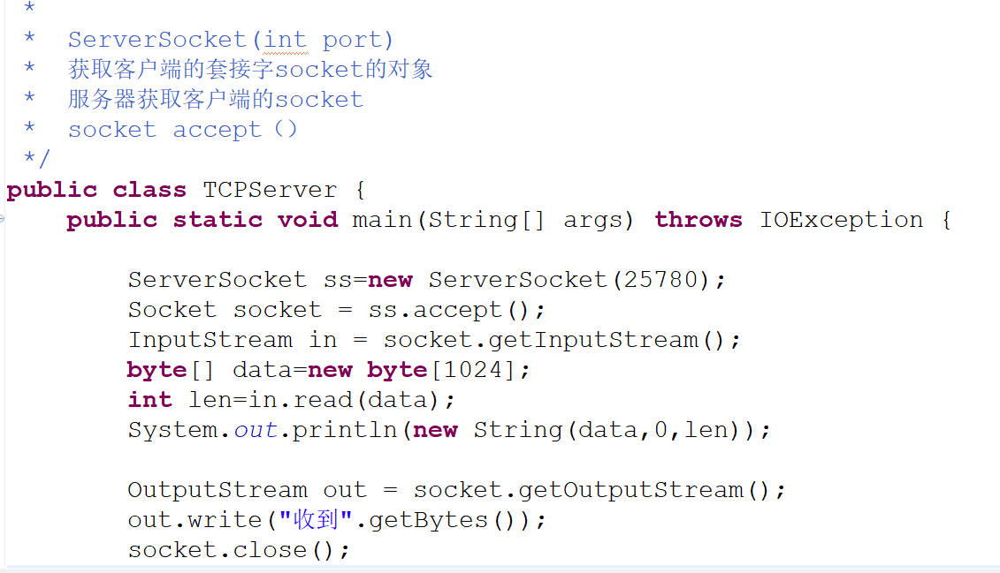 *
*  ServerSocket(int port)
*  获取客户端的套接字socket的对象
*  服务器获取客户端的socket
*  socket accept（）
*/
public class TCPServer {
    public static void main(String[] args) throws IOException {
        ServerSocket ss=new ServerSocket(25780);
        Socket socket = ss.accept();
        InputStream in = socket.getInputStream();
        byte[] data=new byte[1024];
        int len=in.read(data);
        System.out.println(new String(data,0,len));
        OutputStream out = socket.getOutputStream();
        out.write("收到".getBytes());
        socket.close();